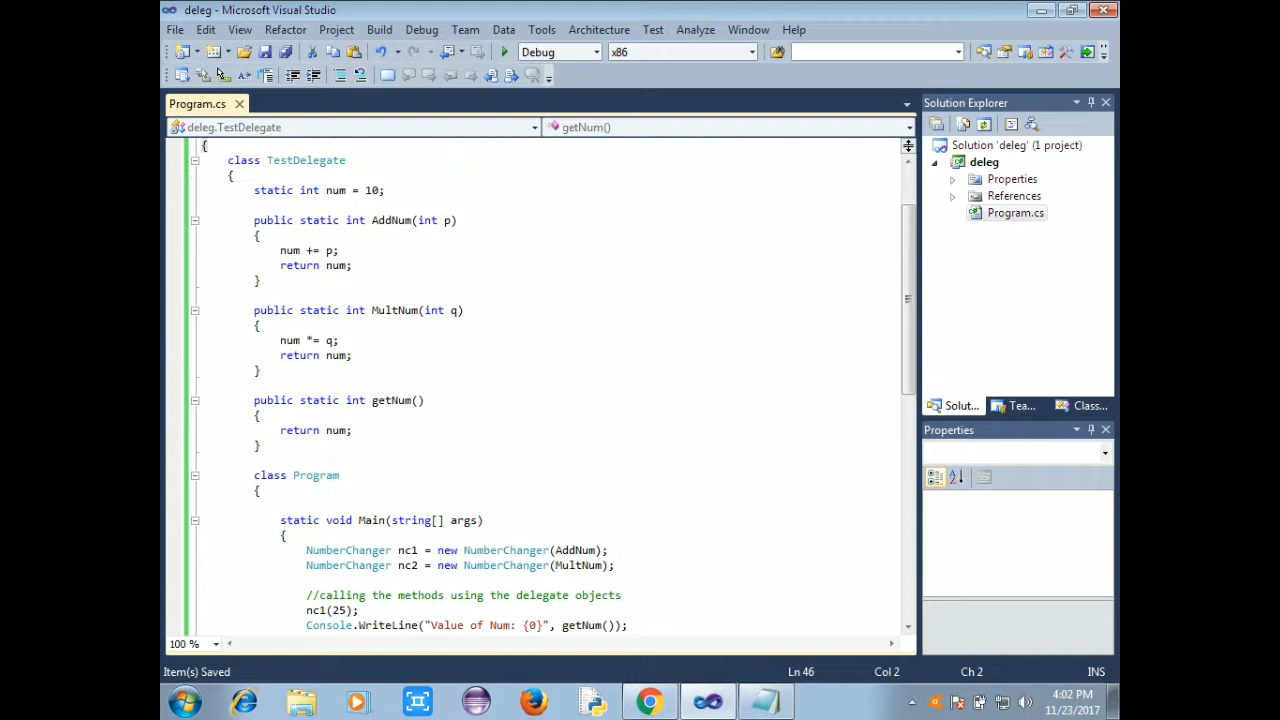 deleg - Microsoft Visual Studio
File Edit View Refactor Project Build Debug Team Data Tools Architecture Test Analyze Window Help
Debug x86
Program.cs
deleg.TestDelegate getNum()
{
class TestDelegate
{
static int num = 10;
public static int AddNum(int p)
{
num += p;
return num;
}
public static int MultNum(int q)
{
num *= q;
return num;
}
public static int getNum()
{
return num;
}
class Program
{
static void Main(string[] args)
{
NumberChanger nc1 = new NumberChanger(AddNum);
NumberChanger nc2 = new NumberChanger(MultNum);
//calling the methods using the delegate objects
nc1(25);
Console.WriteLine("Value of Num: {0}", getNum());
100 %
Solution Explorer
Solution 'deleg' (1 project)
deleg
Properties
References
Program.cs
Solut... Tea... Class...
Properties
Item(s) Saved Ln 46 Col 2 Ch 2 INS
4:02 PM
11/23/2017